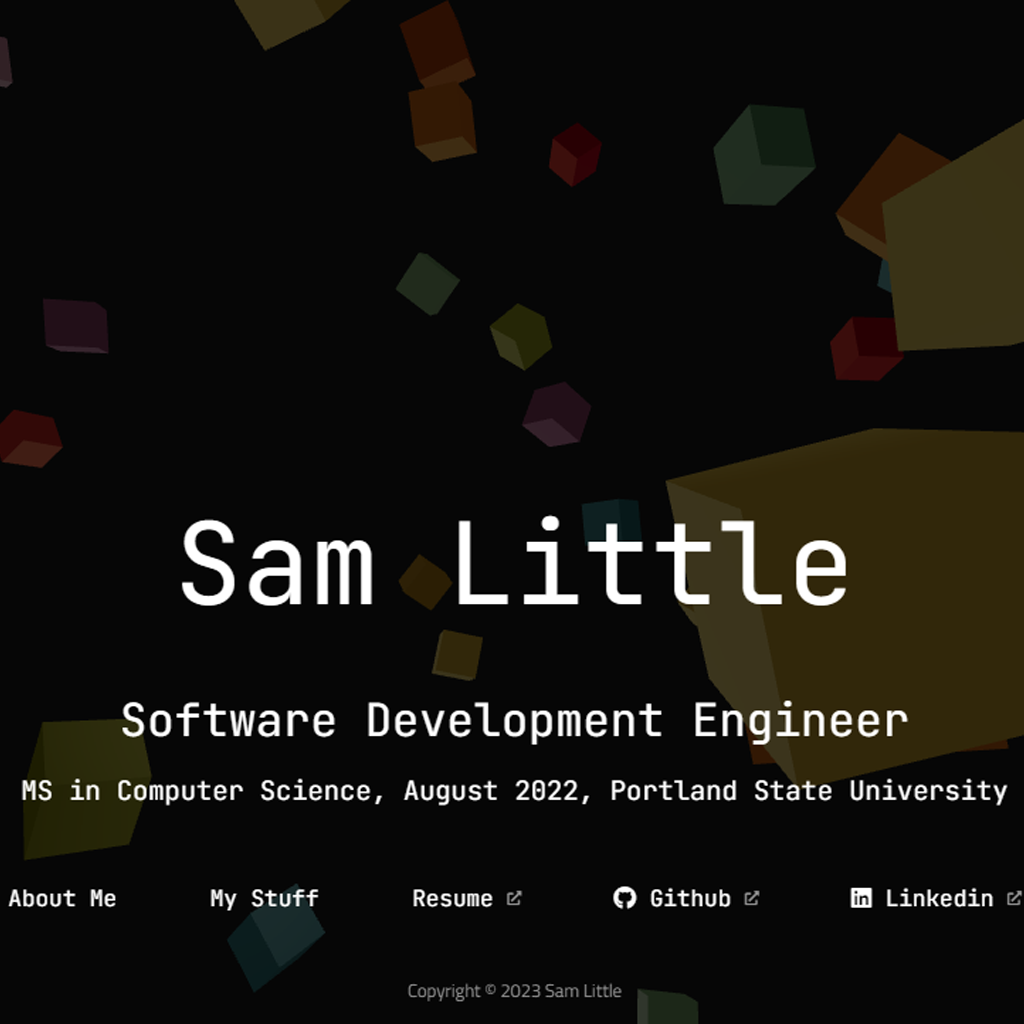 Sam Little
Software Development Engineer
MS in Computer Science, August 2022, Portland State University
About Me My Stuff Resume Github Linkedin
Copyright © 2023 Sam Little